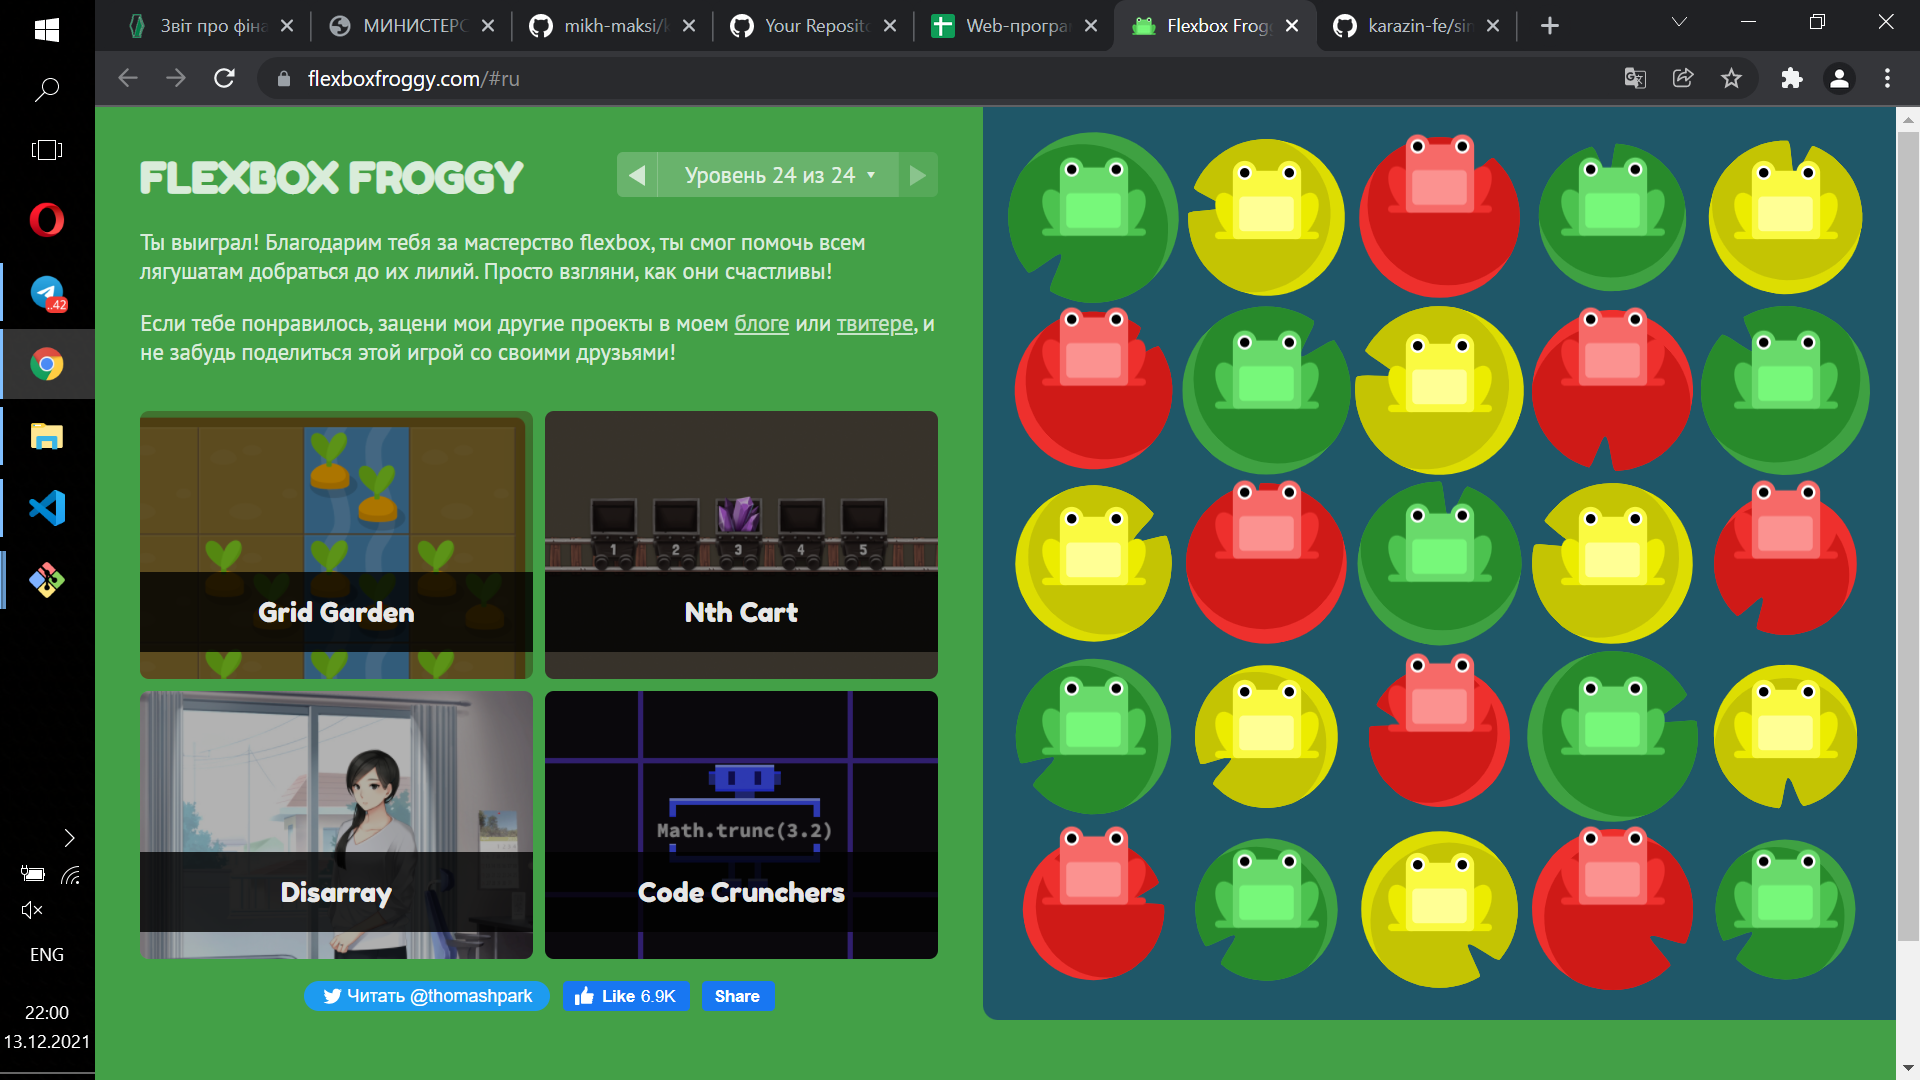 Звіт про фіна
МИНИСТЕРС
mikh-maksi/k
Your Reposito
Web-програ
Flexbox Frogg
karazin-fe/sin
flexboxfroggy.com/#ru
FLEXBOX FROGGY
Уровень 24 из 24
Ты выиграл! Благодарим тебя за мастерство flexbox, ты смог помочь всем
лягушатам добраться до их лилий. Просто взгляни, как они счастливы!
Если тебе понравилось, зацени мои другие проекты в моем блоге или твитере, и
не забудь поделиться этой игрой со своими друзьями!
1 2 3 4 5
Grid Garden
Nth Cart
Math.trunc(3.2)
Disarray
Code Crunchers
Читать @thomashpark
Like 6.9K
Share
..42
ENG
22:00
13.12.2021